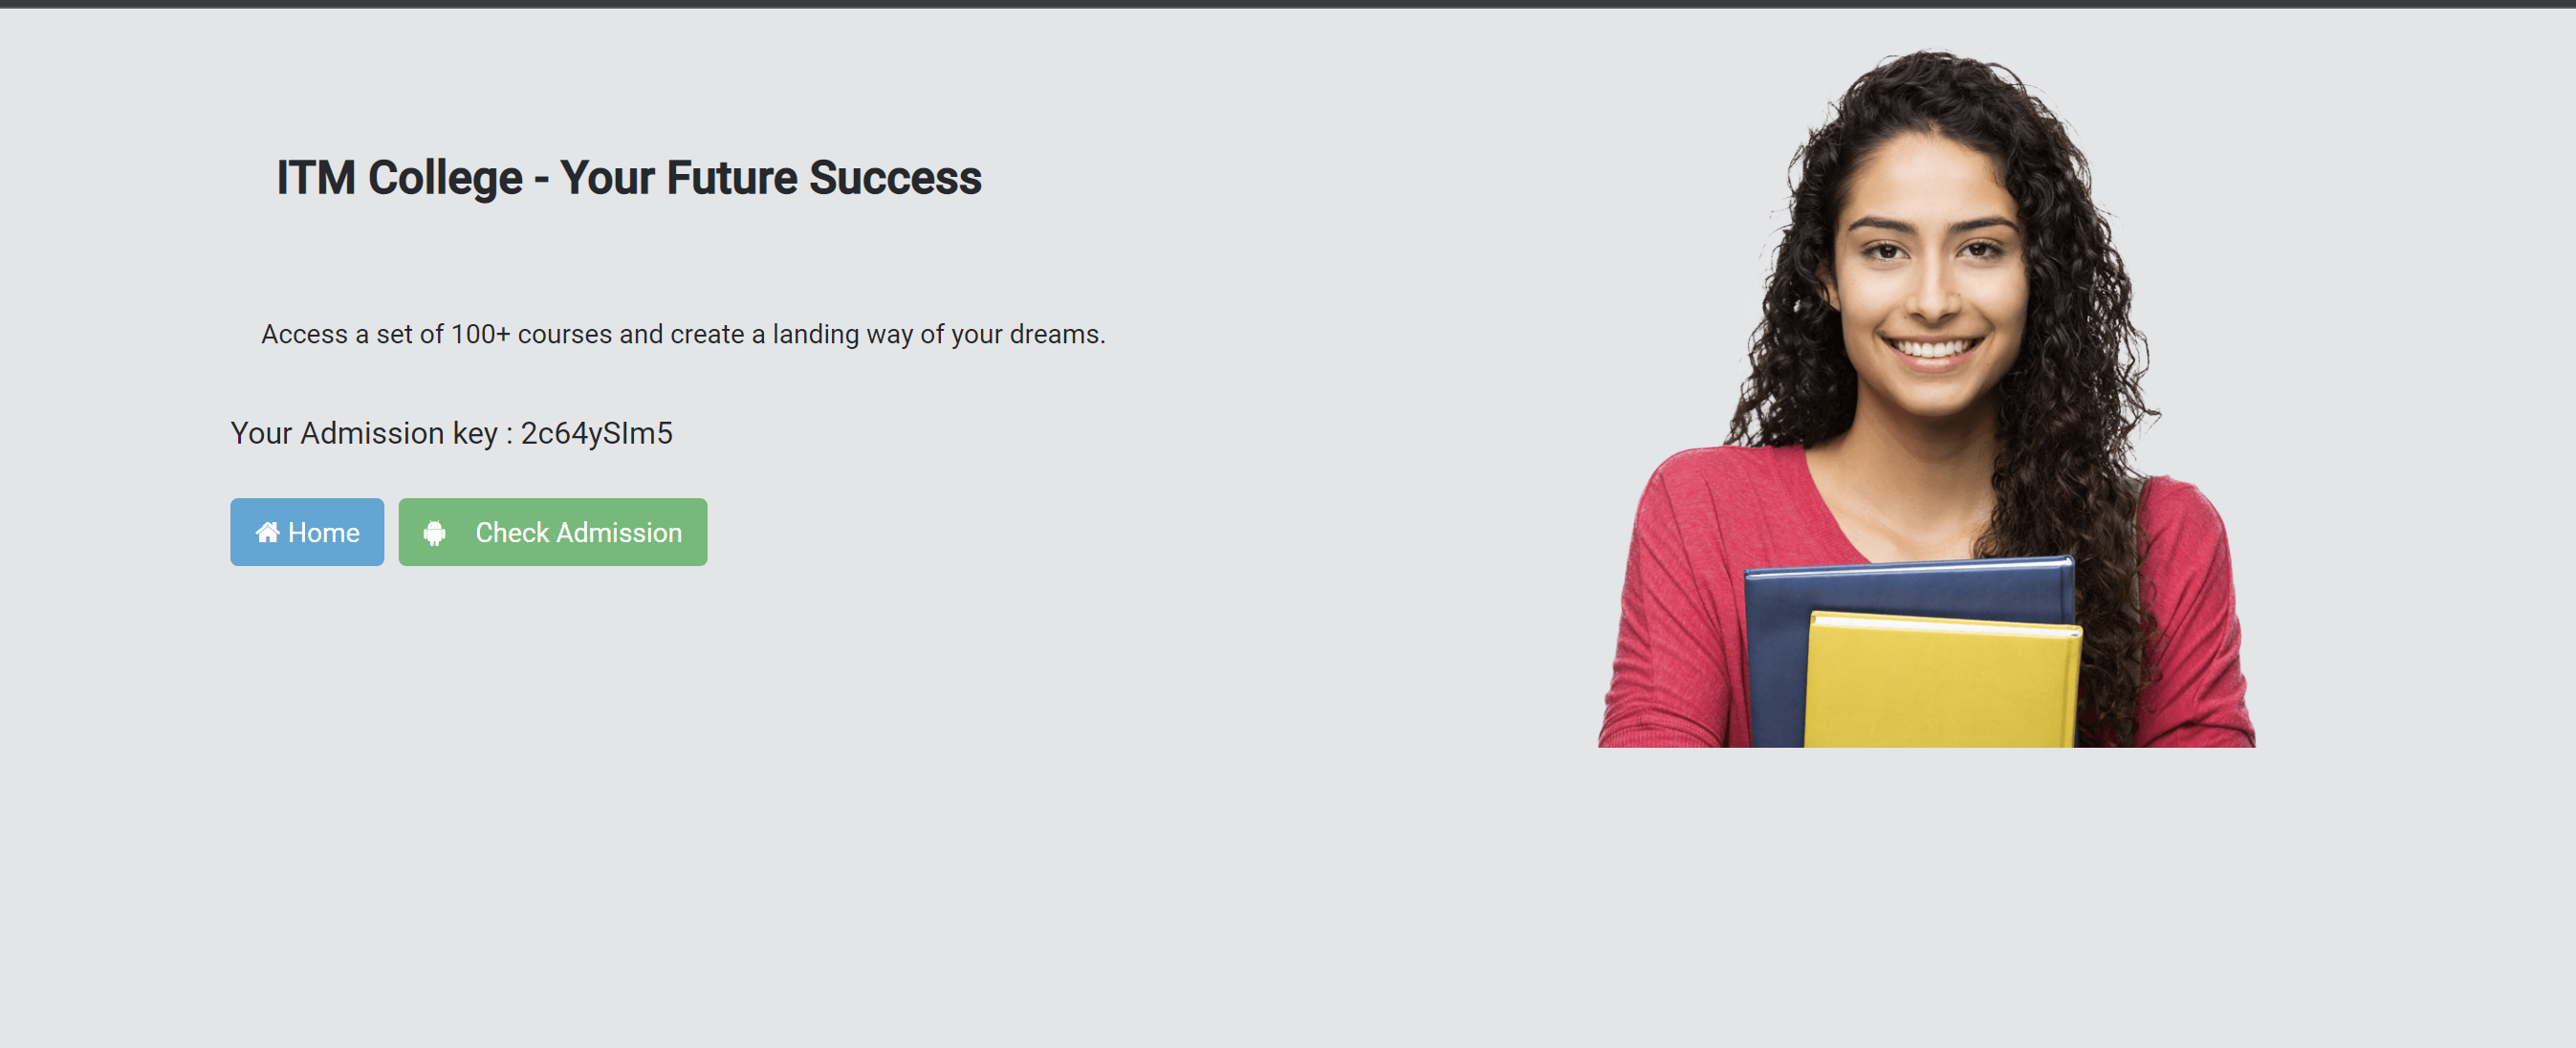 ITM College - Your Future Success
Access a set of 100+ courses and create a landing way of your dreams.
Your Admission key : 2c64ySIm5
Home
Check Admission